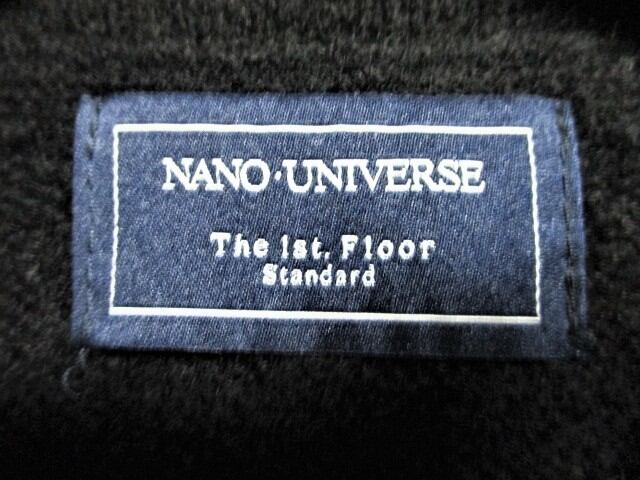 NANO·UNIVERSE
The 1st. Floor
Standard